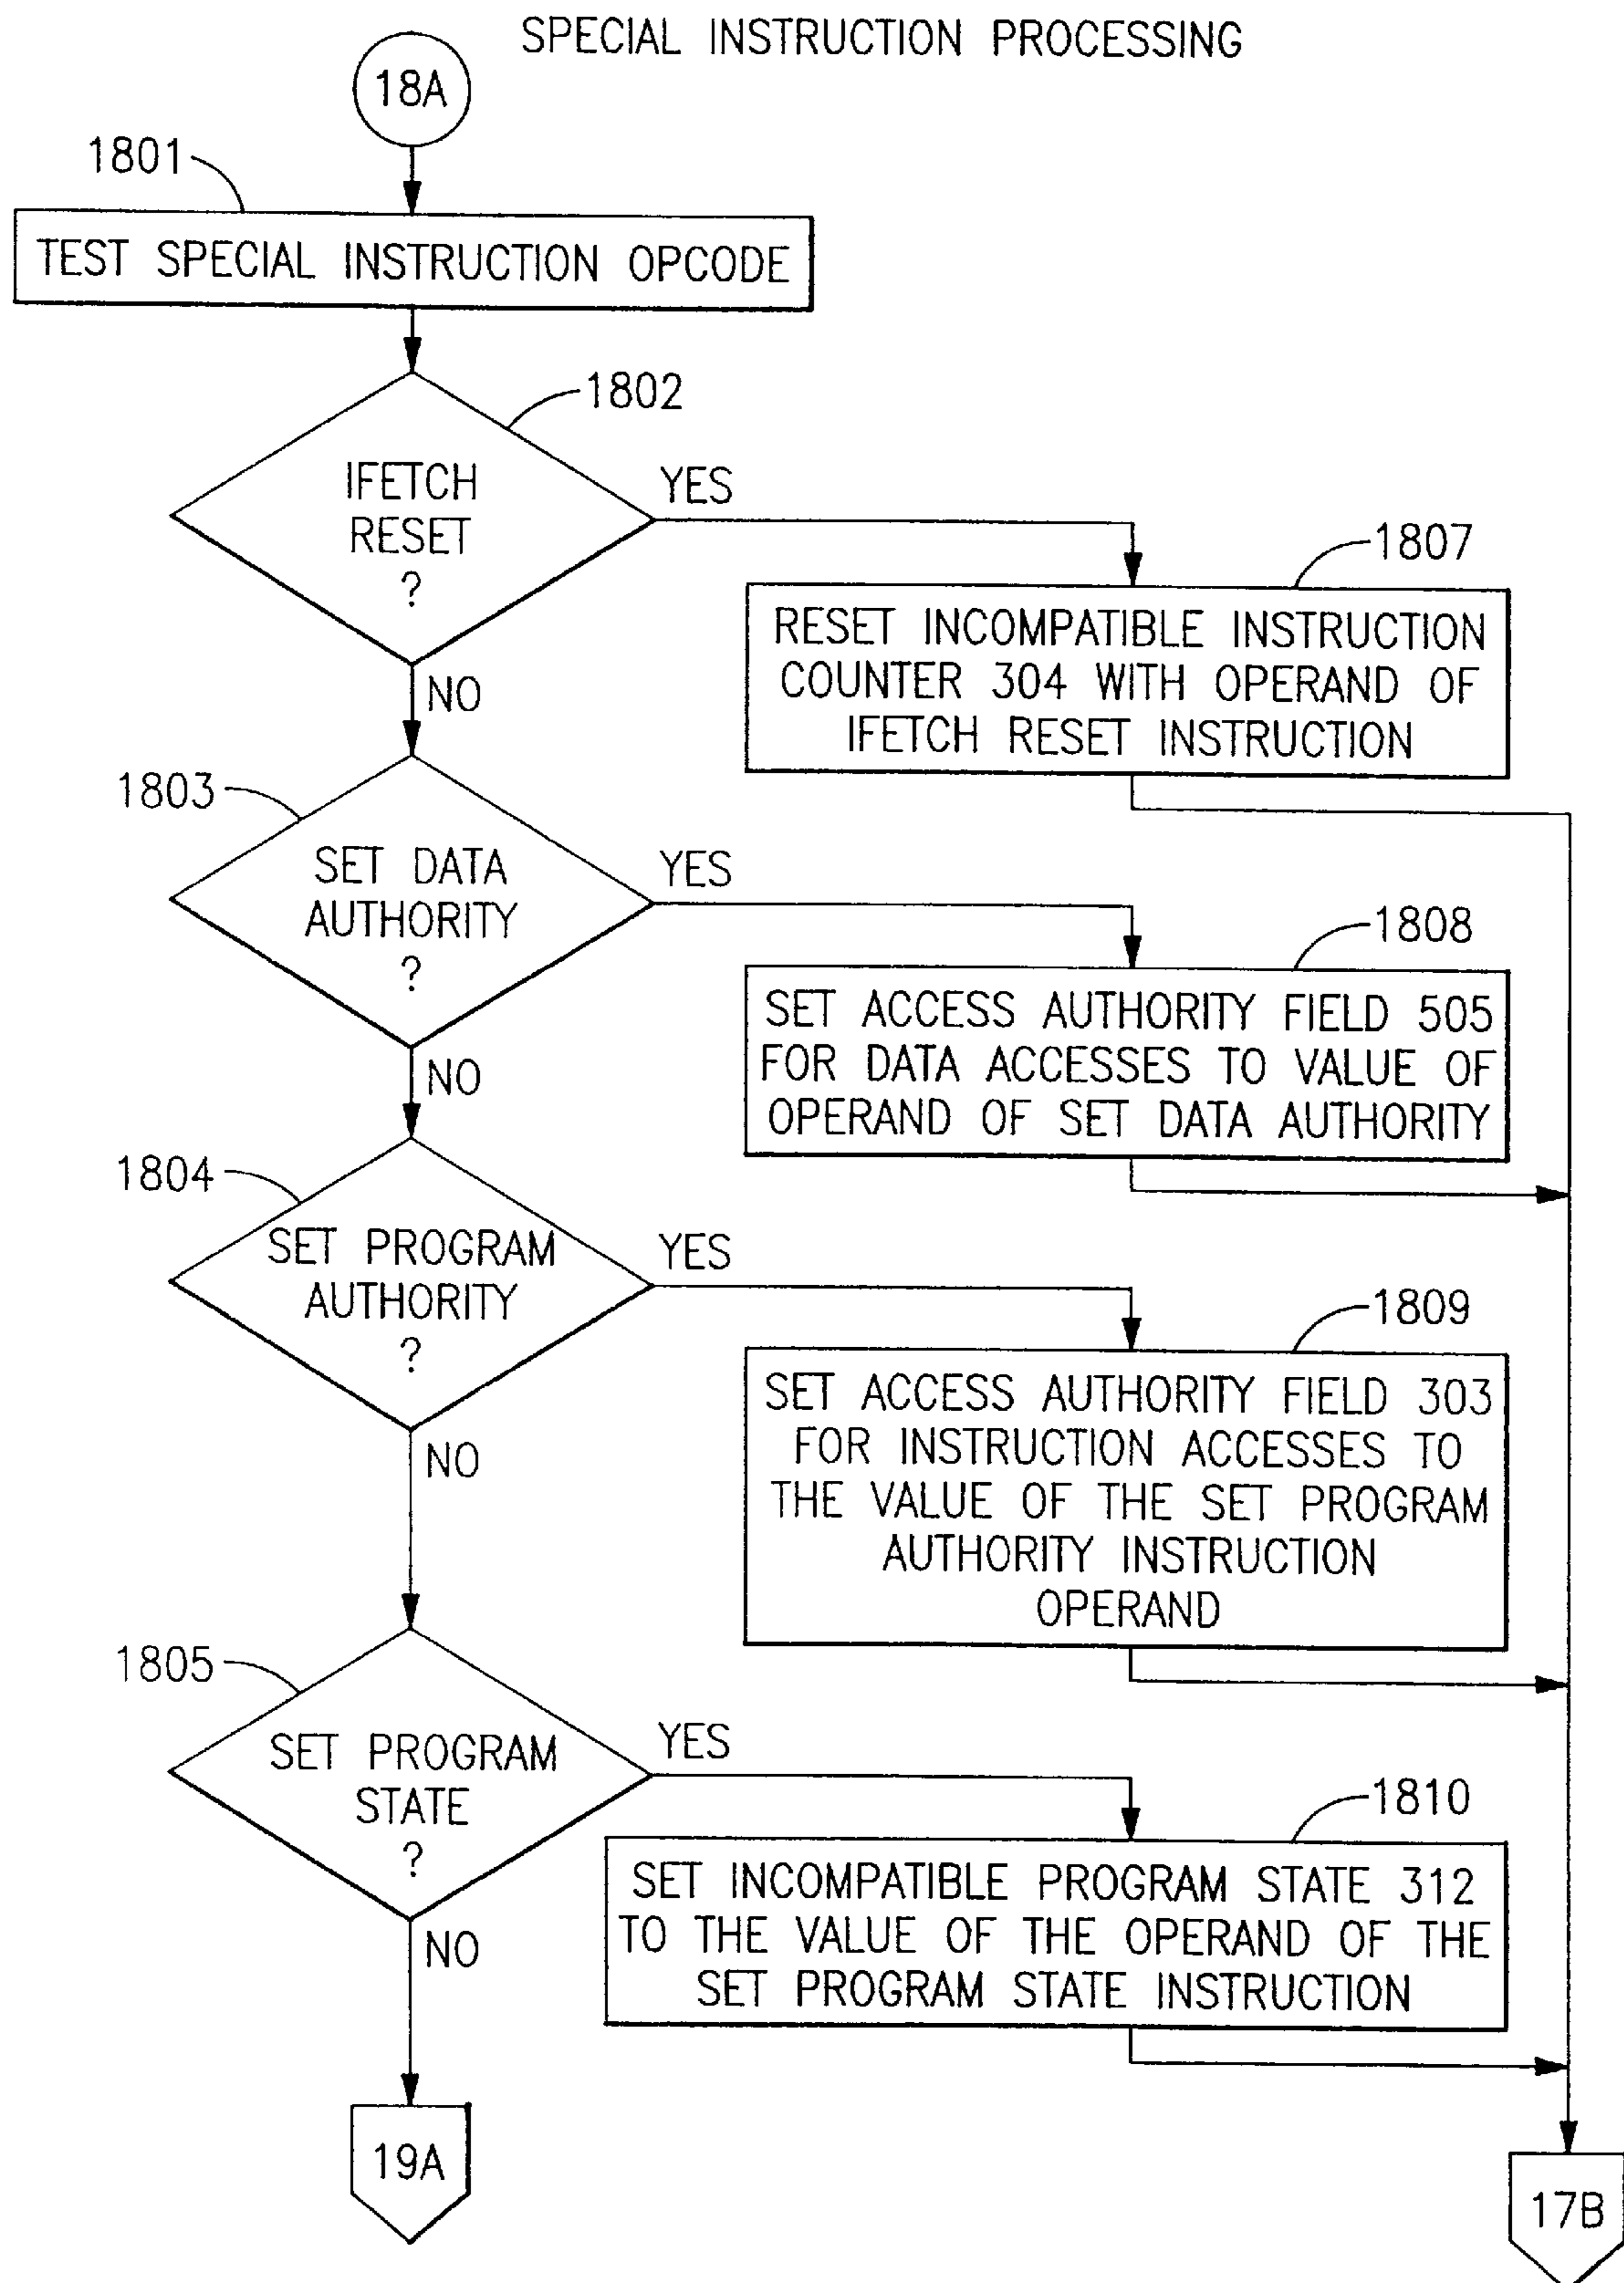 SPECIAL INSTRUCTION PROCESSING
18A
1801
TEST SPECIAL INSTRUCTION OPCODE
1802
IFETCH
RESET
?
YES
NO
1807
RESET INCOMPATIBLE INSTRUCTION
COUNTER 304 WITH OPERAND OF
IFETCH RESET INSTRUCTION
1803
SET DATA
AUTHORITY
?
YES
NO
1808
SET ACCESS AUTHORITY FIELD 505
FOR DATA ACCESSES TO VALUE OF
OPERAND OF SET DATA AUTHORITY
1804
SET PROGRAM
AUTHORITY
?
YES
NO
1809
SET ACCESS AUTHORITY FIELD 303
FOR INSTRUCTION ACCESSES TO
THE VALUE OF THE SET PROGRAM
AUTHORITY INSTRUCTION
OPERAND
1805
SET PROGRAM
STATE
?
YES
NO
1810
SET INCOMPATIBLE PROGRAM STATE 312
TO THE VALUE OF THE OPERAND OF THE
SET PROGRAM STATE INSTRUCTION
19A
17B